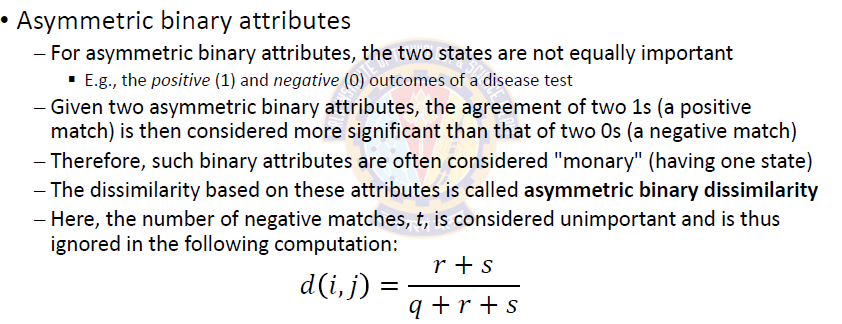 • Asymmetric binary attributes
– For asymmetric binary attributes, the two states are not equally important
▪ E.g., the positive (1) and negative (0) outcomes of a disease test
– Given two asymmetric binary attributes, the agreement of two 1s (a positive
match) is then considered more significant than that of two 0s (a negative match)
– Therefore, such binary attributes are often considered "monary" (having one state)
– The dissimilarity based on these attributes is called asymmetric binary dissimilarity
– Here, the number of negative matches, t, is considered unimportant and is thus
ignored in the following computation:
d(i, j) = (r + s) / (q + r + s)